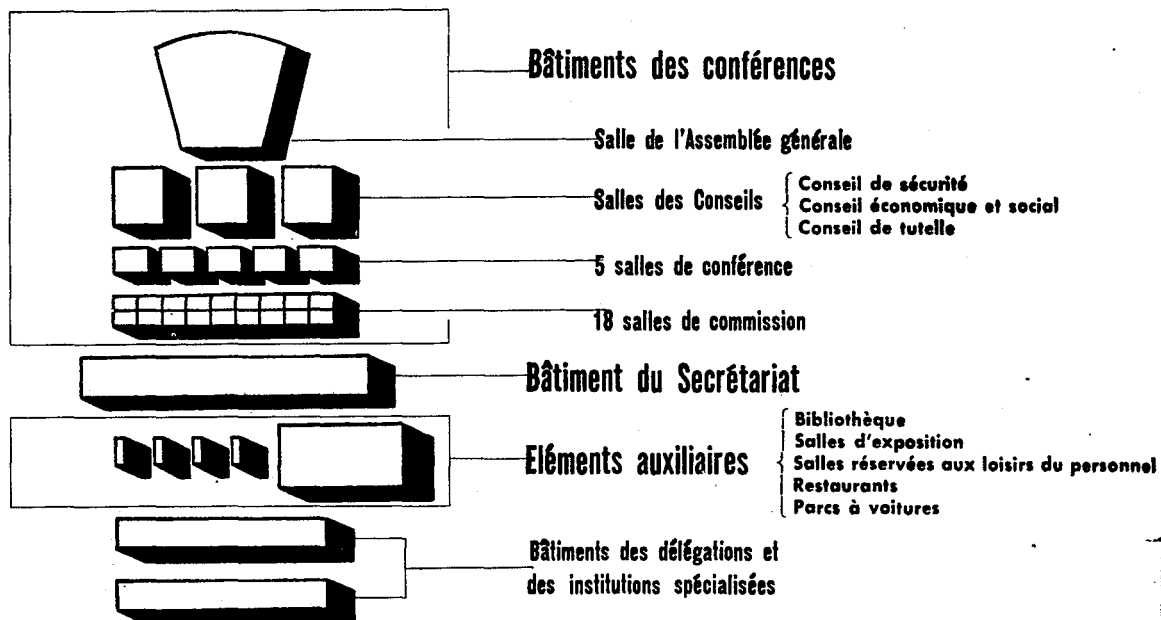 Bâtiments des conférences
Salle de l'Assemblée générale
Salles des Conseils
Conseil de sécurité
Conseil économique et social
Conseil de tutelle
5 salles de conférence
18 salles de commission
Bâtiment du Secrétariat
Eléments auxiliaires
Bibliothèque
Salles d'exposition
Salles réservées aux loisirs du personnel
Restaurants
Parcs à voitures
Bâtiments des délégations et
des institutions spécialisées